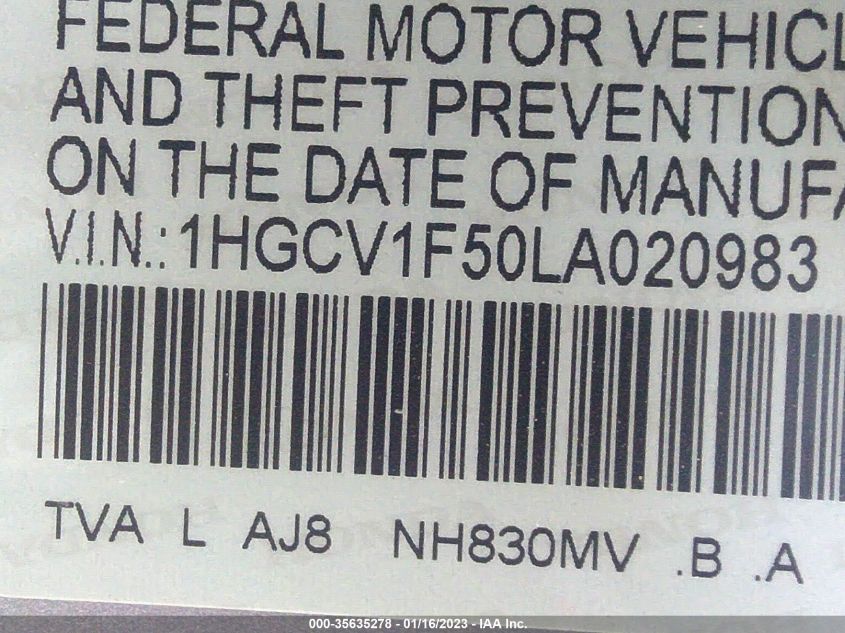 FEDERAL MOTOR VEHICL
AND THEFT PREVENTION
ON THE DATE OF MANUFA
V.I.N.: 1HGCV1F50LA020983
TVA L AJ8 NH830MV .B .A
000-35635278 - 01/16/2023 - IAA Inc.